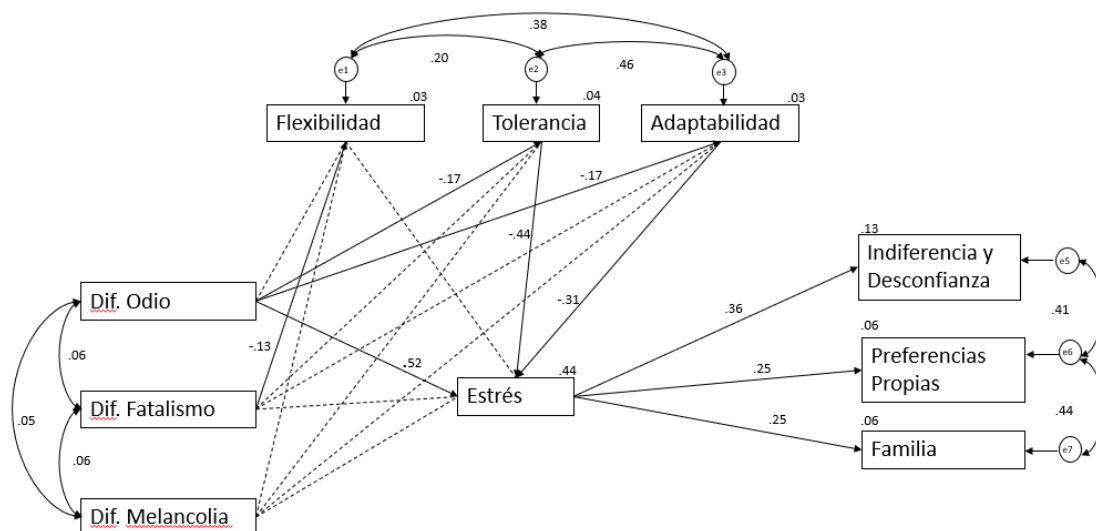 .38
.20
.46
e1
e2
e3
.03
.04
.03
Flexibilidad
Tolerancia
Adaptabilidad
-.17
-.17
-.44
-.31
.13
Indiferencia y
Desconfianza
e5
.41
Dif. Odio
.06
-.13
.52
.36
.06
Preferencias
Propias
e6
.44
Estrés
.25
.05
Dif. Fatalismo
.25
.06
Familia
e7
.44
.06
Dif. Melancolia